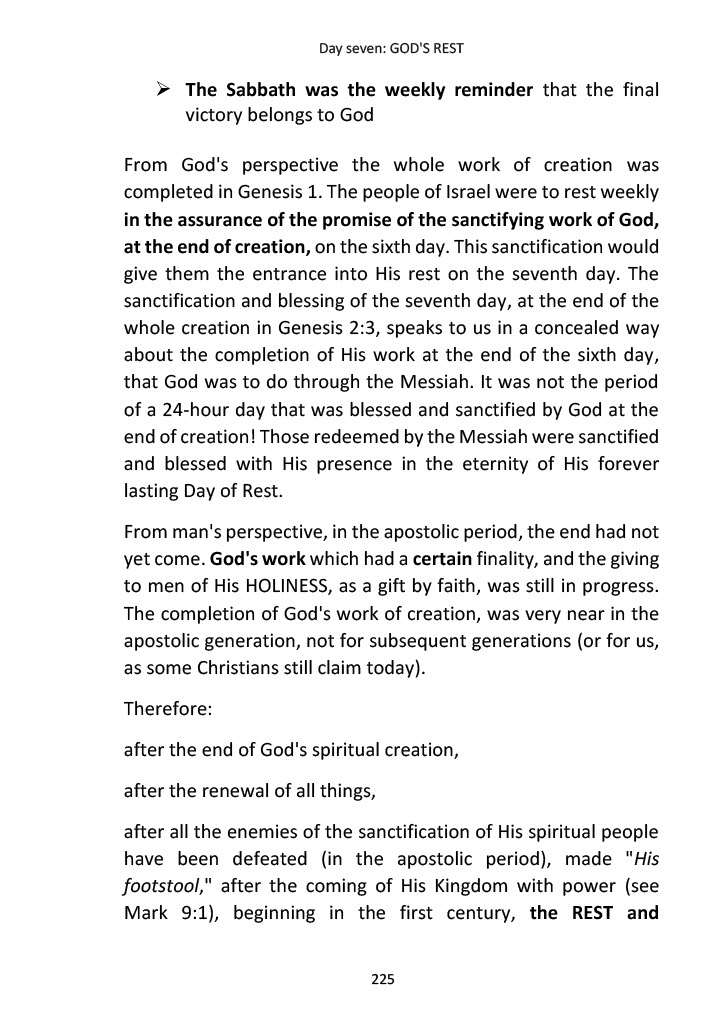 Day seven: GOD'S REST
➢ The Sabbath was the weekly reminder that the final
victory belongs to God
From God's perspective the whole work of creation was
completed in Genesis 1. The people of Israel were to rest weekly
in the assurance of the promise of the sanctifying work of God,
at the end of creation, on the sixth day. This sanctification would
give them the entrance into His rest on the seventh day. The
sanctification and blessing of the seventh day, at the end of the
whole creation in Genesis 2:3, speaks to us in a concealed way
about the completion of His work at the end of the sixth day,
that God was to do through the Messiah. It was not the period
of a 24-hour day that was blessed and sanctified by God at the
end of creation! Those redeemed by the Messiah were sanctified
and blessed with His presence in the eternity of His forever
lasting Day of Rest.
From man's perspective, in the apostolic period, the end had not
yet come. God's work which had a certain finality, and the giving
to men of His HOLINESS, as a gift by faith, was still in progress.
The completion of God's work of creation, was very near in the
apostolic generation, not for subsequent generations (or for us,
as some Christians still claim today).
Therefore:
after the end of God's spiritual creation,
after the renewal of all things,
after all the enemies of the sanctification of His spiritual people
have been defeated (in the apostolic period), made "His
footstool," after the coming of His Kingdom with power (see
Mark 9:1), beginning in the first century, the REST and
225